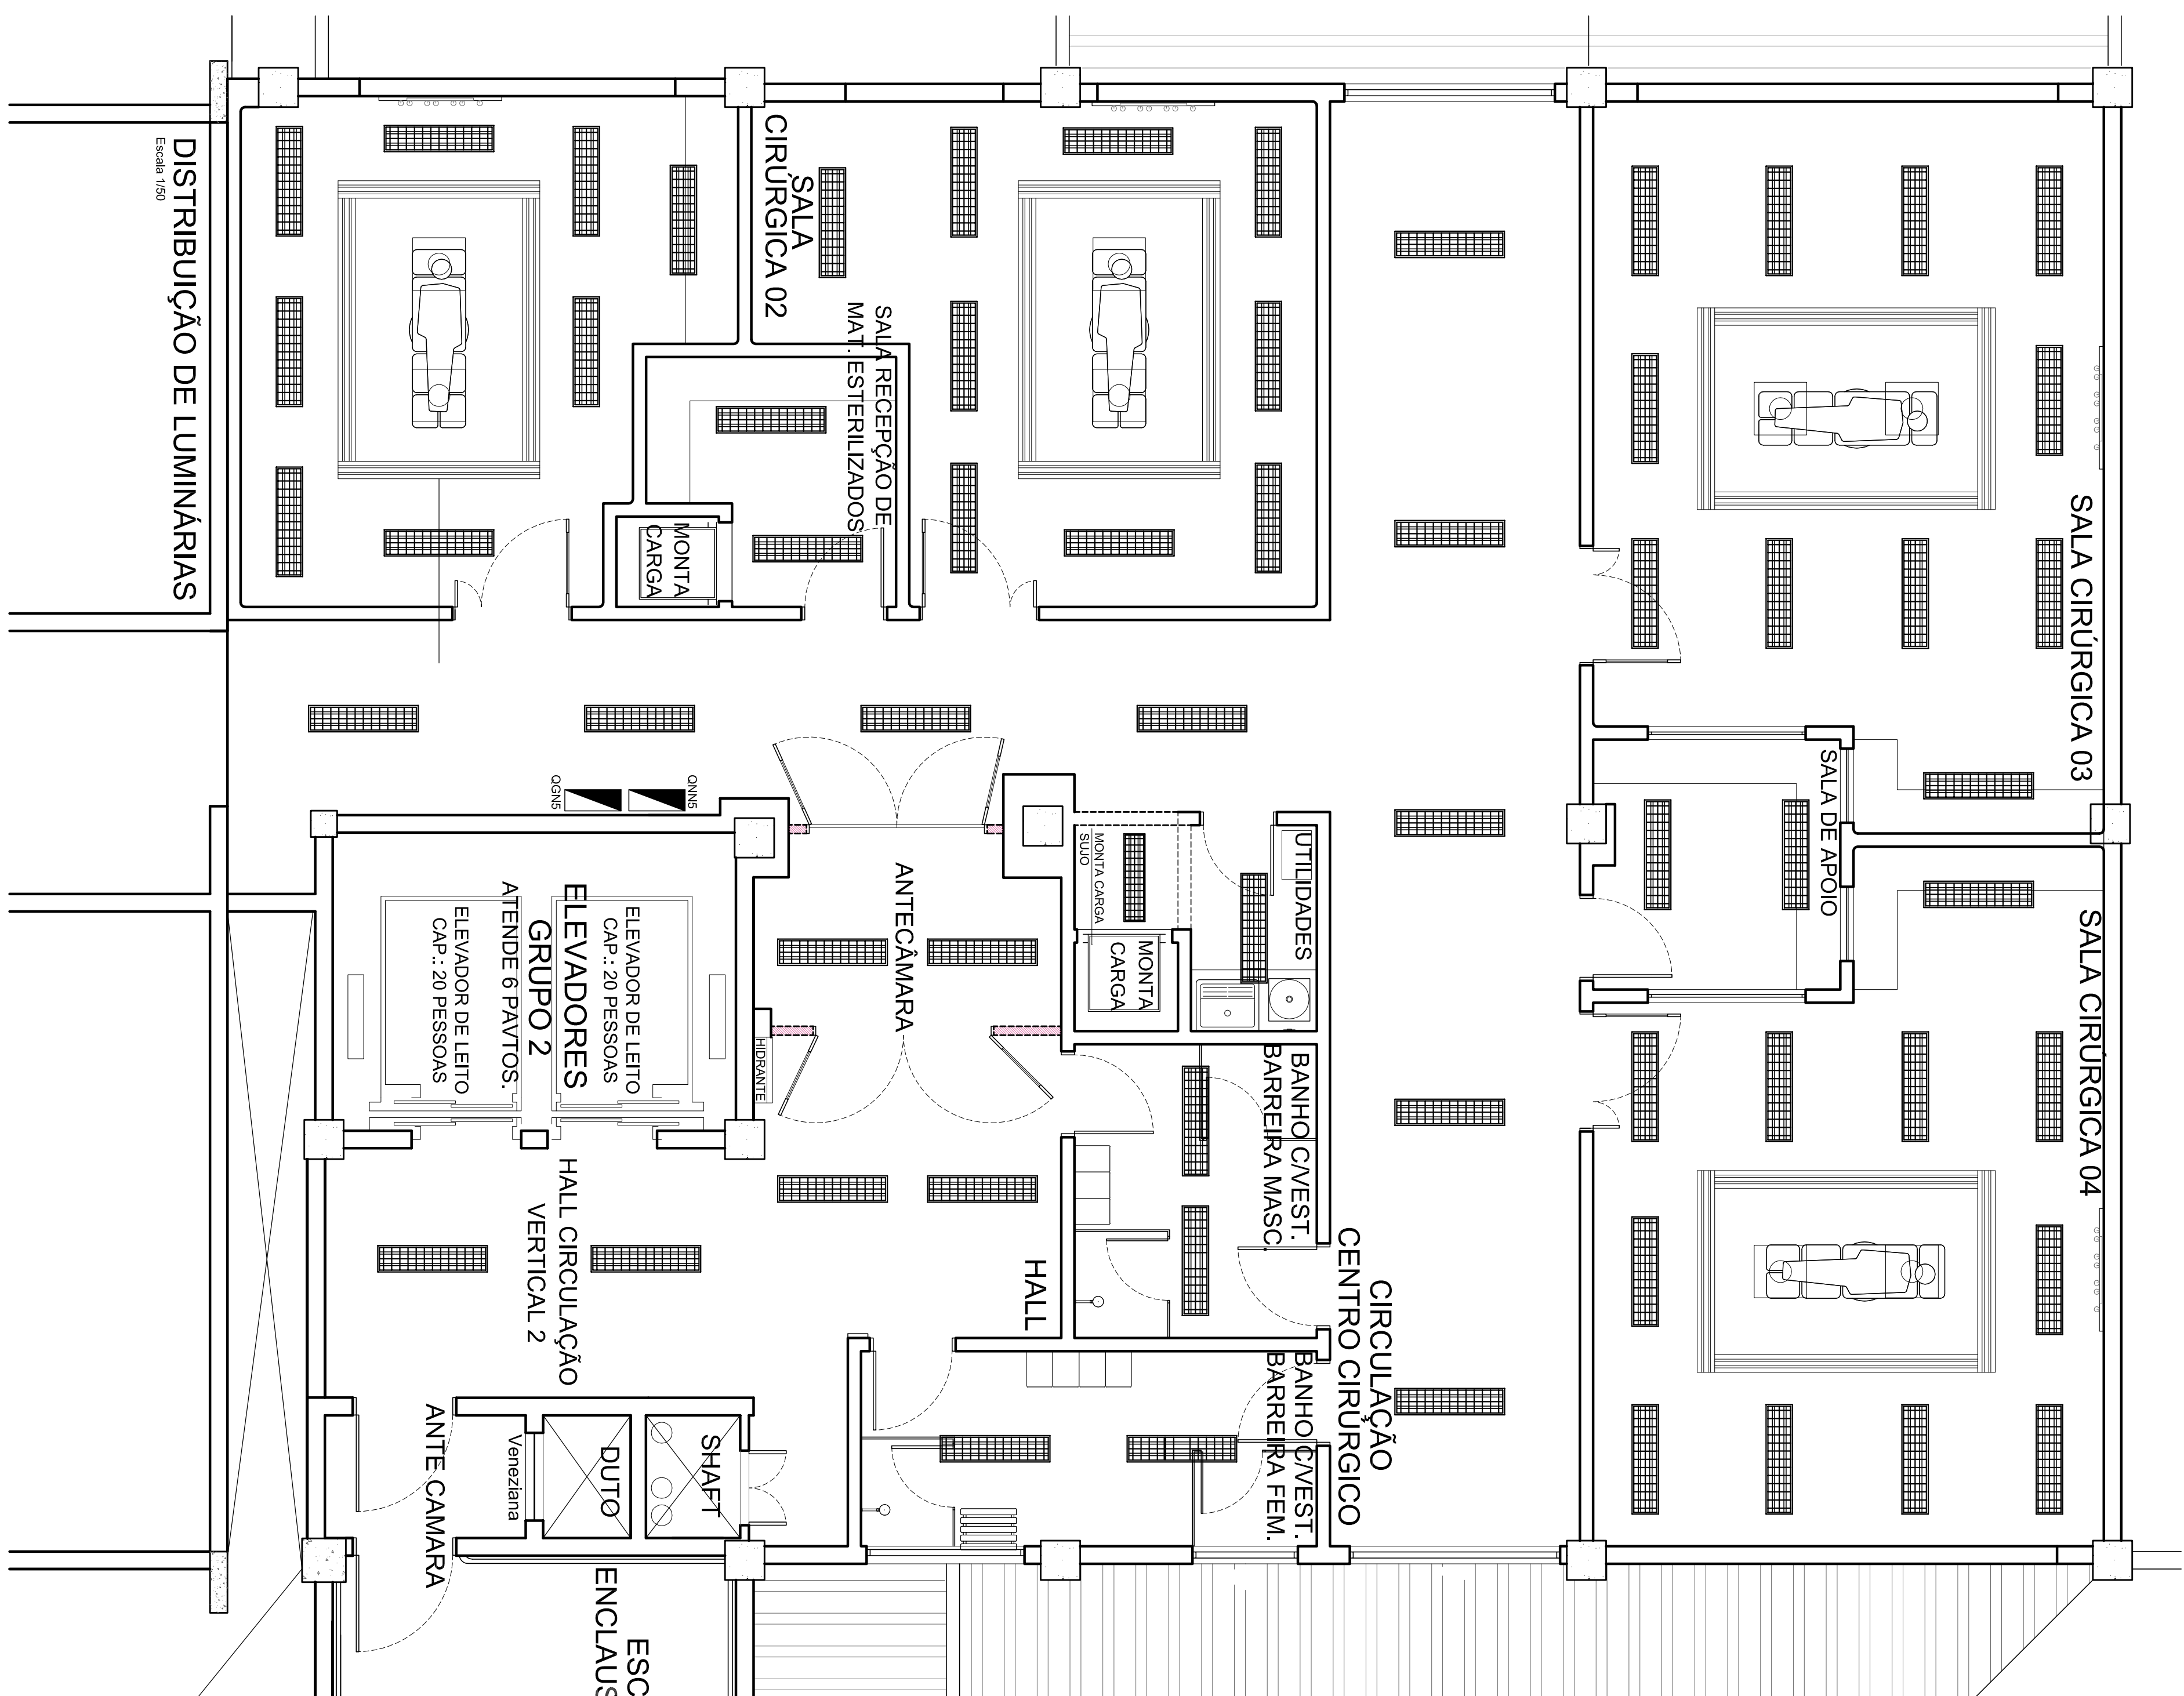 DISTRIBUIÇÃO DE LUMINÁRIAS
Escala 1/50
SALA
CIRÚRGICA 02
SALA RECEPÇÃO DE
MAT. ESTERILIZADOS
MONTA
CARGA
SALA CIRÚRGICA 03
SALA DE APOIO
SALA CIRÚRGICA 04
QNN5
QGN5
ELEVADOR DE LEITO
CAP.: 20 PESSOAS
ELEVADORES
GRUPO 2
ATENDE 6 PAVTOS.
ELEVADOR DE LEITO
CAP.: 20 PESSOAS
ANTECÂMARA
HIDRANTE
MONTA CARGA
SUJO
MONTA
CARGA
UTILIDADES
BANHO C/VEST.
BARREIRA MASC.
HALL
HALL CIRCULAÇÃO
VERTICAL 2
CIRCULAÇÃO
CENTRO CIRÚRGICO
BANHO C/VEST.
BARREIRA FEM.
SHAFT
DUTO
Veneziana
ANTE CAMARA
ESC
ENCLAUS